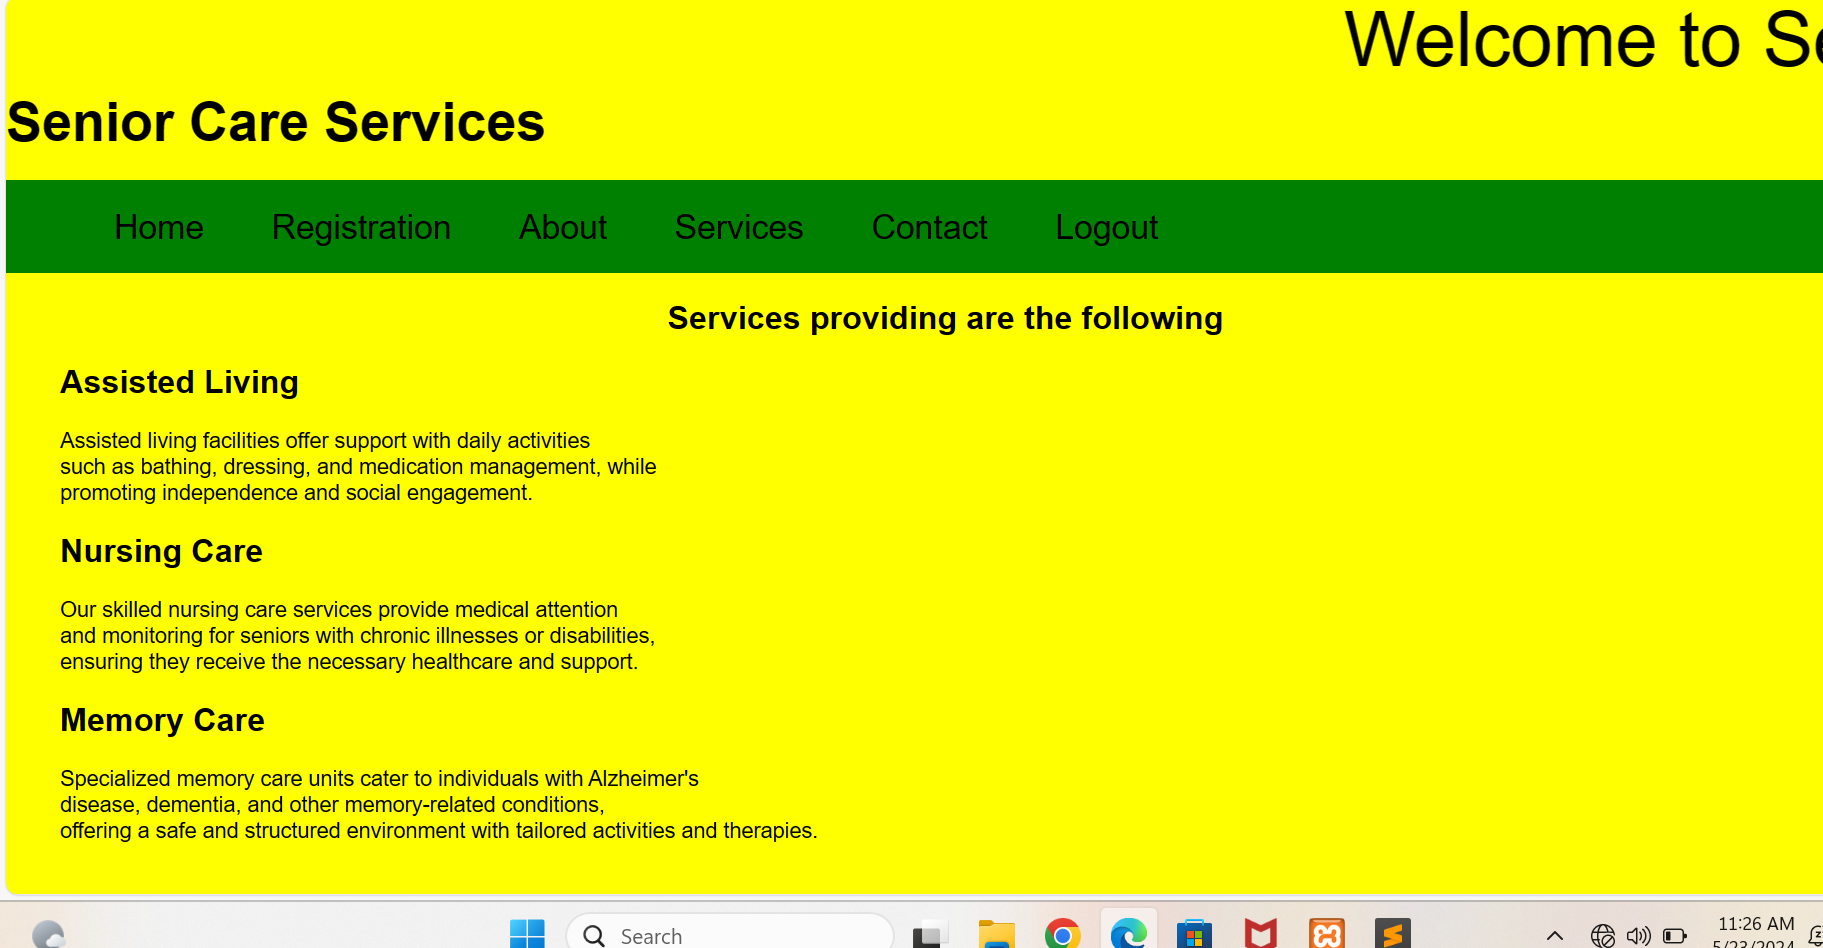 Welcome to Se
Senior Care Services
Home Registration About Services Contact Logout
Services providing are the following
Assisted Living
Assisted living facilities offer support with daily activities
such as bathing, dressing, and medication management, while
promoting independence and social engagement.
Nursing Care
Our skilled nursing care services provide medical attention
and monitoring for seniors with chronic illnesses or disabilities,
ensuring they receive the necessary healthcare and support.
Memory Care
Specialized memory care units cater to individuals with Alzheimer's
disease, dementia, and other memory-related conditions,
offering a safe and structured environment with tailored activities and therapies.
Search
11:26 AM
5/23/2024